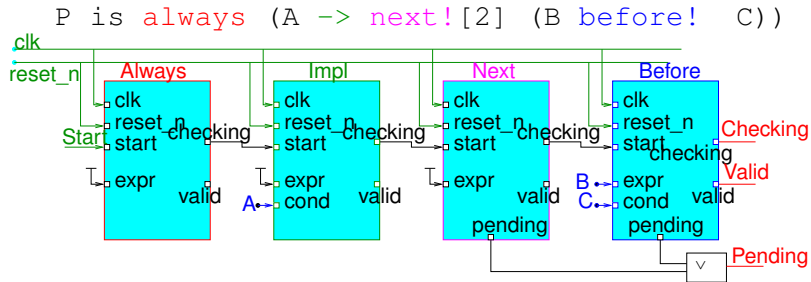 P is always (A -> next![2] (B before! C))
clk
reset_n
Always
Impl
Next
Before
clk
reset_n
start
checking
expr
valid
clk
reset_n
start
checking
expr
cond
valid
clk
reset_n
start
checking
expr
valid
pending
clk
reset_n
start
checking
expr
cond
valid
pending
Start
A
B
C
Checking
Valid
Pending
v